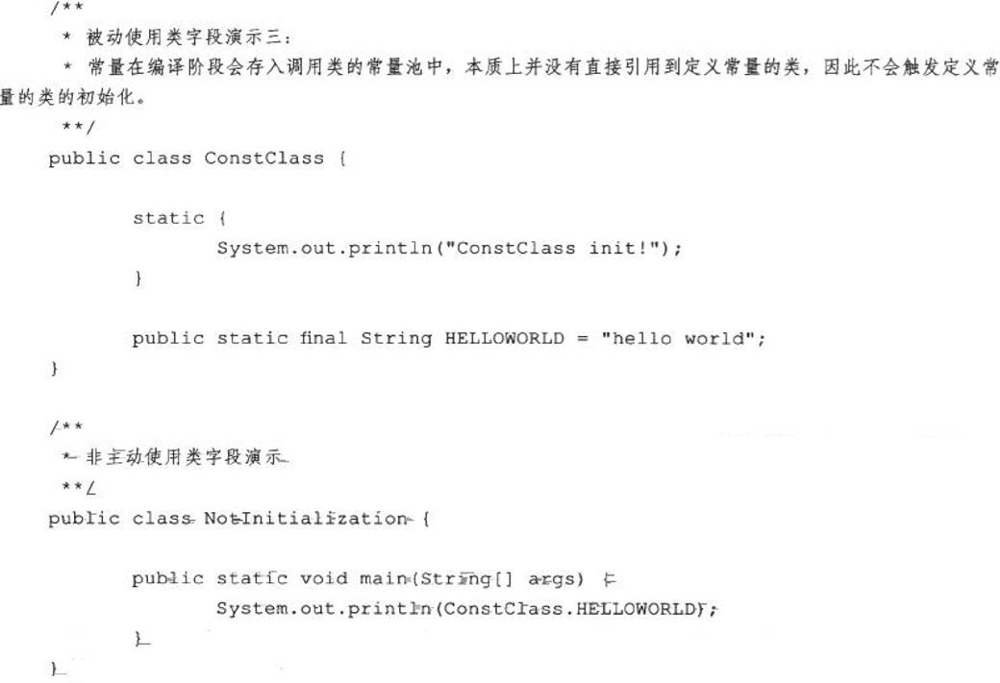 /**
* 被动使用类字段演示三：
* 常量在编译阶段会存入调用类的常量池中，本质上并没有直接引用到定义常量的类，因此不会触发定义常
量的类的初始化。
**/
public class ConstClass {
static {
System.out.println("ConstClass init!");
}
public static final String HELLOWORLD = "hello world";
}
/**
* 非主动使用类字段演示
**/
public class NotInitialization {
public static void main(String[] args) {
System.out.println(ConstClass.HELLOWORLD);
}
}